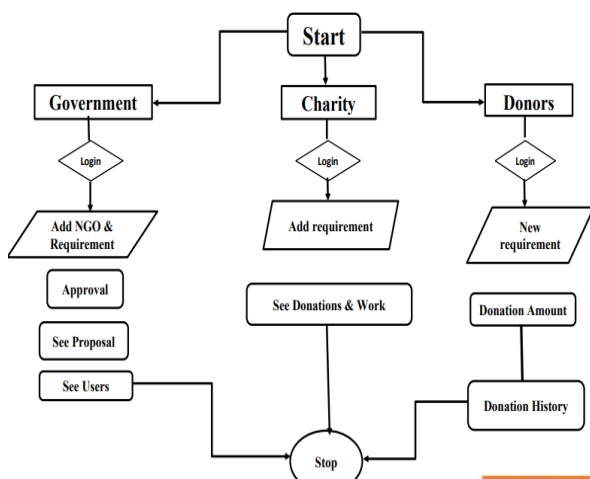 Start
Government
Charity
Donors
Login
Login
Login
Add NGO &
Requirement
Add requirement
New
requirement
Approval
See Donations & Work
Donation Amount
See Proposal
See Users
Donation History
Stop